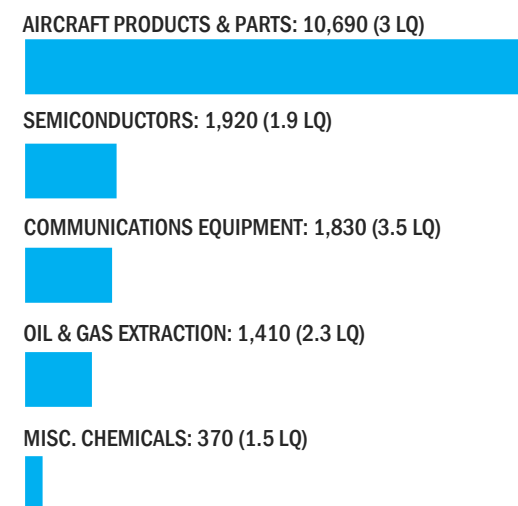 AIRCRAFT PRODUCTS & PARTS: 10,690 (3 LQ)
SEMICONDUCTORS: 1,920 (1.9 LQ)
COMMUNICATIONS EQUIPMENT: 1,830 (3.5 LQ)
OIL & GAS EXTRACTION: 1,410 (2.3 LQ)
MISC. CHEMICALS: 370 (1.5 LQ)